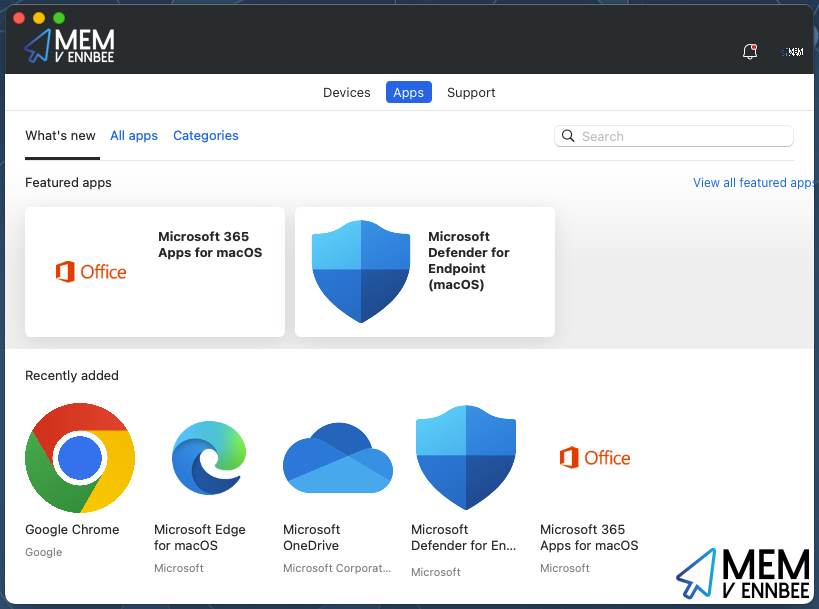 MEM
V ENNBEE
MEM
Devices Apps Support
What's new All apps Categories
Search
Featured apps
View all featured apps
Office
Microsoft 365
Apps for macOS
Microsoft
Defender for
Endpoint
(macOS)
Recently added
Office
Google Chrome
Google
Microsoft Edge
for macOS
Microsoft
Microsoft
OneDrive
Microsoft Corporat...
Microsoft
Defender for En...
Microsoft
Microsoft 365
Apps for macOS
Microsoft
MEM
V ENNBEE